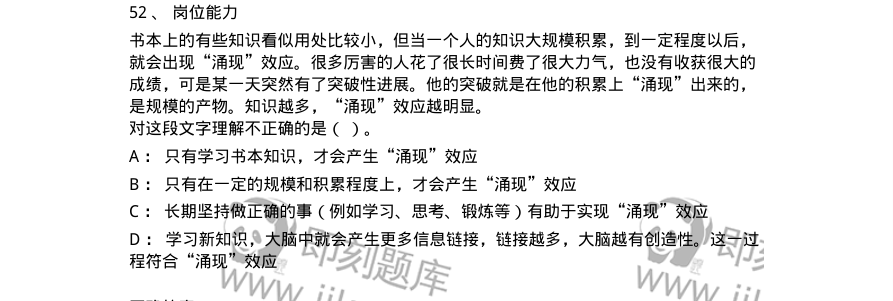 52 、 岗位能力
书本上的有些知识看似用处比较小，但当一个人的知识大规模积累，到一定程度以后，
就会出现“涌现”效应。很多厉害的人花了很长时间费了很大力气，也没有收获很大的
成绩，可是某一天突然有了突破性进展。他的突破就是在他的积累上“涌现”出来的，
是规模的产物。知识越多，“涌现”效应越明显。
对这段文字理解不正确的是（ ）。
A： 只有学习书本知识，才会产生“涌现”效应
B： 只有在一定的规模和积累程度上，才会产生“涌现”效应
C： 长期坚持做正确的事（例如学习、思考、锻炼等）有助于实现“涌现”效应
D： 学习新知识，大脑中就会产生更多信息链接，链接越多，大脑越有创造性。这一过
程符合“涌现”效应
即刻题库
即刻
www.
www.